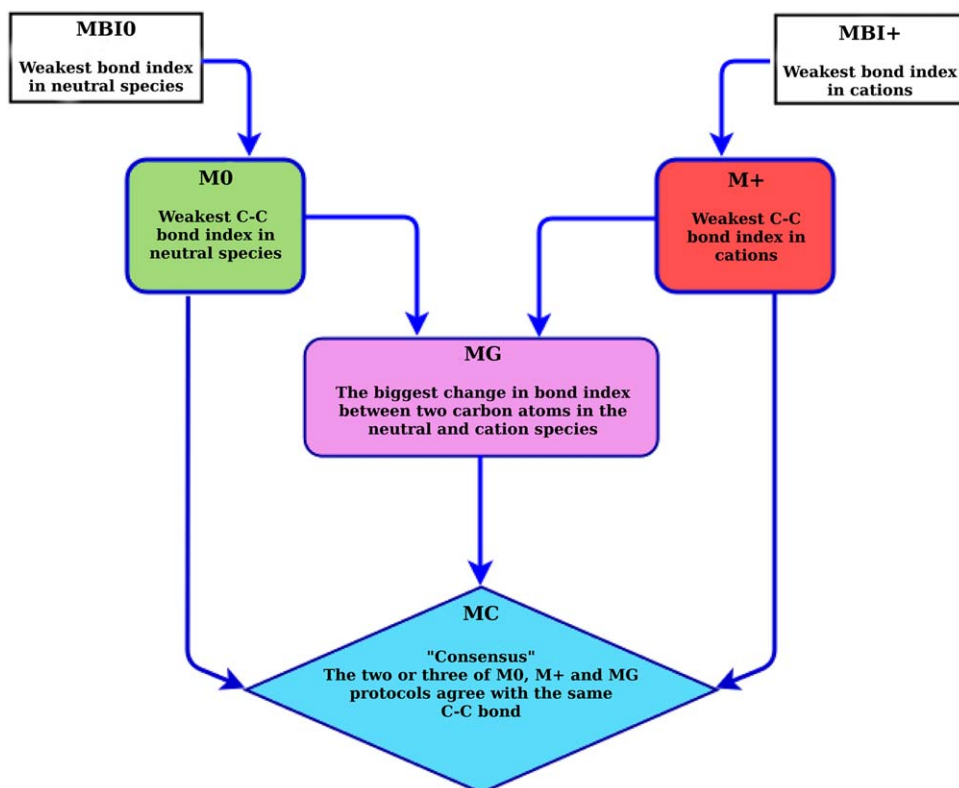 MBI0
Weakest bond index
in neutral species
MBI+
Weakest bond index
in cations
M0
Weakest C-C
bond index in
neutral species
M+
Weakest C-C
bond index in
cations
MG
The biggest change in bond index
between two carbon atoms in the
neutral and cation species
MC
"Consensus"
The two or three of M0, M+ and MG
protocols agree with the same
C-C bond